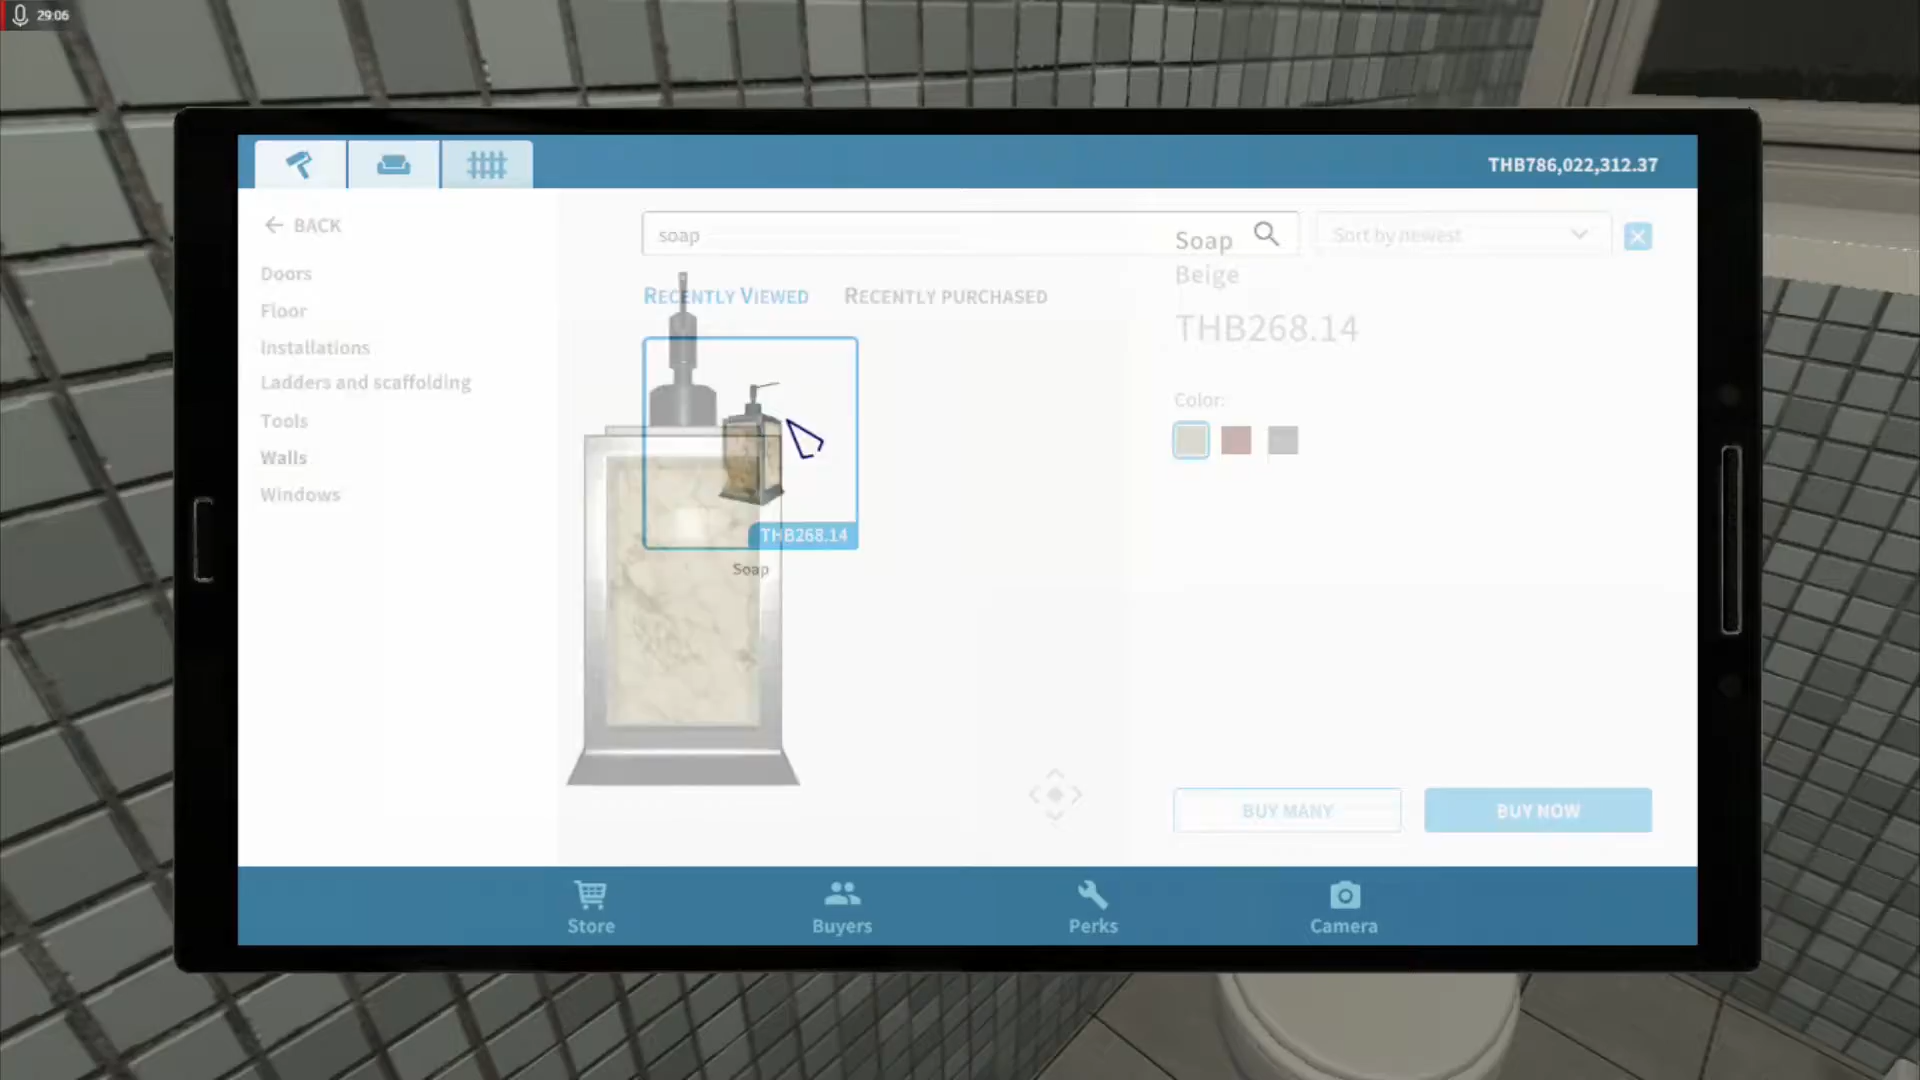 29:06
THB786,022,312.37
BACK
Doors
Floor
Installations
Ladders and scaffolding
Tools
Walls
Windows
soap
Sort by newest
RECENTLY VIEWED
RECENTLY PURCHASED
THB268.14
Soap
Soap
Beige
THB268.14
Color:
BUY MANY
BUY NOW
Store
Buyers
Perks
Camera